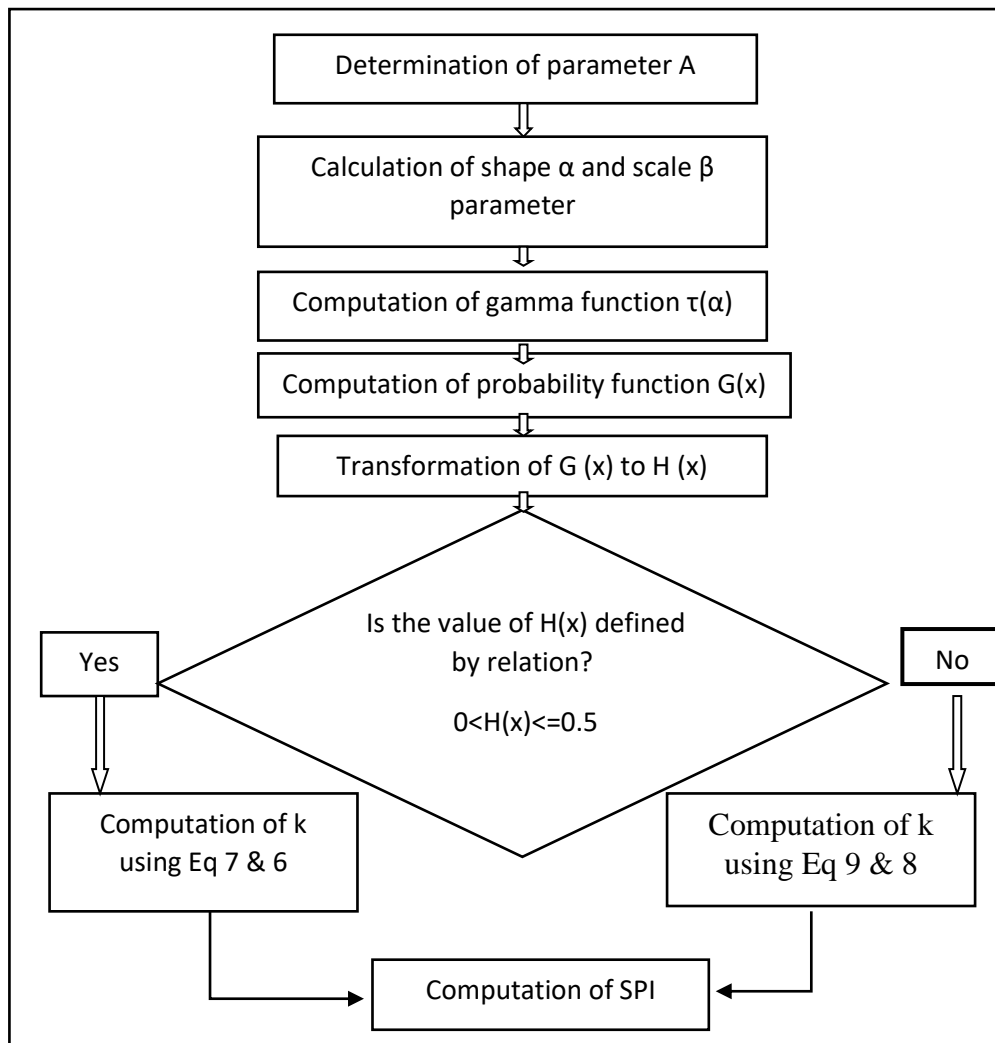 Determination of parameter A
Calculation of shape α and scale β
parameter
Computation of gamma function τ(α)
Computation of probability function G(x)
Transformation of G (x) to H (x)
Is the value of H(x) defined
by relation?
0<H(x)<=0.5
Yes
No
Computation of k
using Eq 7 & 6
Computation of k
using Eq 9 & 8
Computation of SPI